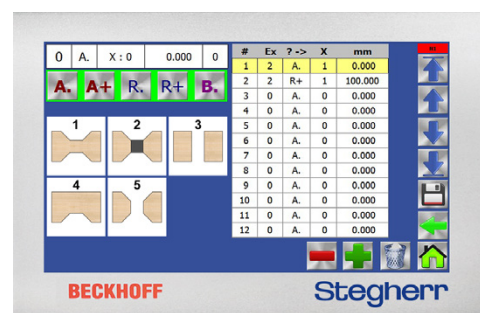 0 A. X : 0 0.000 0
A. A+ R. R+ B.
1 2 3
4 5
# Ex ? -> X mm
1 2 A. 1 0.000
2 2 R+ 1 100.000
3 0 A. 0 0.000
4 0 A. 0 0.000
5 0 A. 0 0.000
6 0 A. 0 0.000
7 0 A. 0 0.000
8 0 A. 0 0.000
9 0 A. 0 0.000
10 0 A. 0 0.000
11 0 A. 0 0.000
12 0 A. 0 0.000
BECKHOFF Stegherr